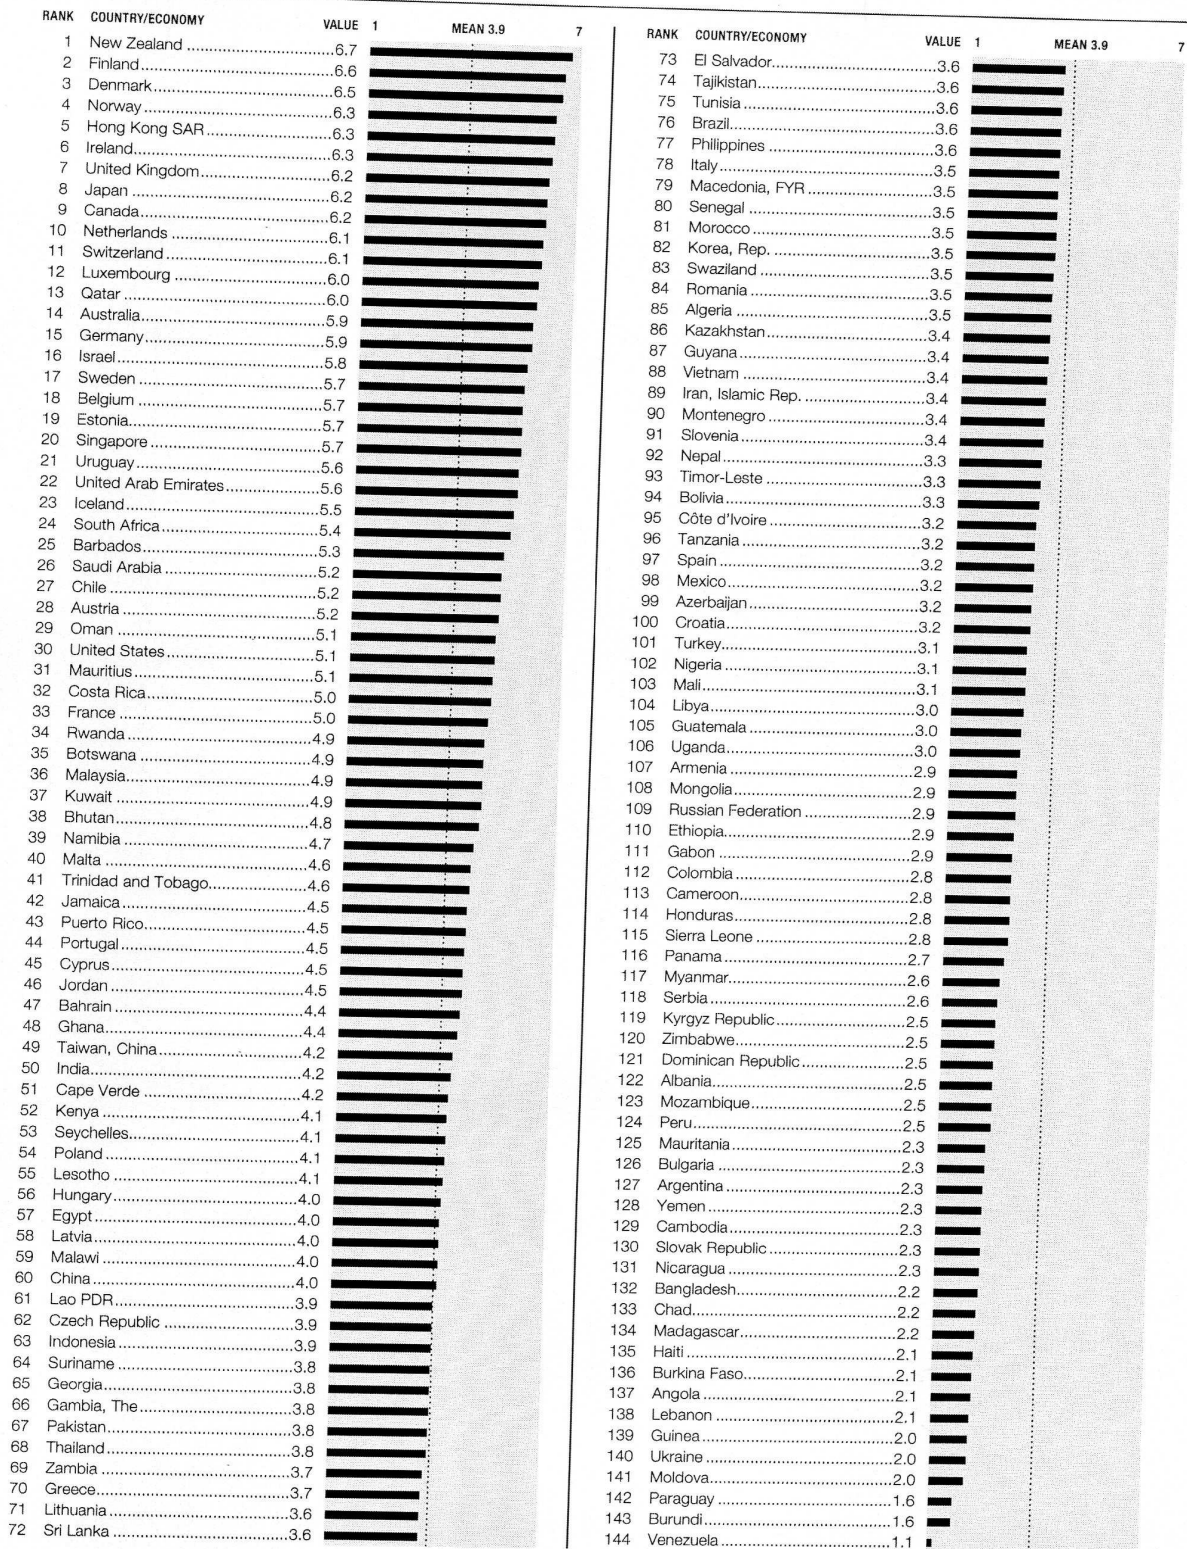 RANK COUNTRY/ECONOMY VALUE 1 MEAN 3.9 7
1 New Zealand 6.7
2 Finland 6.6
3 Denmark 6.5
4 Norway 6.3
5 Hong Kong SAR 6.3
6 Ireland 6.3
7 United Kingdom 6.2
8 Japan 6.2
9 Canada 6.2
10 Netherlands 6.1
11 Switzerland 6.1
12 Luxembourg 6.0
13 Qatar 6.0
14 Australia 5.9
15 Germany 5.9
16 Israel 5.8
17 Sweden 5.7
18 Belgium 5.7
19 Estonia 5.7
20 Singapore 5.7
21 Uruguay 5.6
22 United Arab Emirates 5.6
23 Iceland 5.5
24 South Africa 5.4
25 Barbados 5.3
26 Saudi Arabia 5.2
27 Chile 5.2
28 Austria 5.2
29 Oman 5.1
30 United States 5.1
31 Mauritius 5.1
32 Costa Rica 5.0
33 France 5.0
34 Rwanda 4.9
35 Botswana 4.9
36 Malaysia 4.9
37 Kuwait 4.9
38 Bhutan 4.8
39 Namibia 4.7
40 Malta 4.6
41 Trinidad and Tobago 4.6
42 Jamaica 4.5
43 Puerto Rico 4.5
44 Portugal 4.5
45 Cyprus 4.5
46 Jordan 4.5
47 Bahrain 4.4
48 Ghana 4.4
49 Taiwan, China 4.2
50 India 4.2
51 Cape Verde 4.2
52 Kenya 4.1
53 Seychelles 4.1
54 Poland 4.1
55 Lesotho 4.1
56 Hungary 4.0
57 Egypt 4.0
58 Latvia 4.0
59 Malawi 4.0
60 China 4.0
61 Lao PDR 3.9
62 Czech Republic 3.9
63 Indonesia 3.9
64 Suriname 3.8
65 Georgia 3.8
66 Gambia, The 3.8
67 Pakistan 3.8
68 Thailand 3.8
69 Zambia 3.7
70 Greece 3.7
71 Lithuania 3.6
72 Sri Lanka 3.6
RANK COUNTRY/ECONOMY VALUE 1 MEAN 3.9 7
73 El Salvador 3.6
74 Tajikistan 3.6
75 Tunisia 3.6
76 Brazil 3.6
77 Philippines 3.6
78 Italy 3.5
79 Macedonia, FYR 3.5
80 Senegal 3.5
81 Morocco 3.5
82 Korea, Rep. 3.5
83 Swaziland 3.5
84 Romania 3.5
85 Algeria 3.5
86 Kazakhstan 3.4
87 Guyana 3.4
88 Vietnam 3.4
89 Iran, Islamic Rep. 3.4
90 Montenegro 3.4
91 Slovenia 3.4
92 Nepal 3.3
93 Timor-Leste 3.3
94 Bolivia 3.3
95 Côte d'Ivoire 3.2
96 Tanzania 3.2
97 Spain 3.2
98 Mexico 3.2
99 Azerbaijan 3.2
100 Croatia 3.2
101 Turkey 3.1
102 Nigeria 3.1
103 Mali 3.1
104 Libya 3.0
105 Guatemala 3.0
106 Uganda 3.0
107 Armenia 2.9
108 Mongolia 2.9
109 Russian Federation 2.9
110 Ethiopia 2.9
111 Gabon 2.9
112 Colombia 2.8
113 Cameroon 2.8
114 Honduras 2.8
115 Sierra Leone 2.8
116 Panama 2.7
117 Myanmar 2.6
118 Serbia 2.6
119 Kyrgyz Republic 2.5
120 Zimbabwe 2.5
121 Dominican Republic 2.5
122 Albania 2.5
123 Mozambique 2.5
124 Peru 2.5
125 Mauritania 2.3
126 Bulgaria 2.3
127 Argentina 2.3
128 Yemen 2.3
129 Cambodia 2.3
130 Slovak Republic 2.3
131 Nicaragua 2.3
132 Bangladesh 2.2
133 Chad 2.2
134 Madagascar 2.2
135 Haiti 2.1
136 Burkina Faso 2.1
137 Angola 2.1
138 Lebanon 2.1
139 Guinea 2.0
140 Ukraine 2.0
141 Moldova 2.0
142 Paraguay 1.6
143 Burundi 1.6
144 Venezuela 1.1